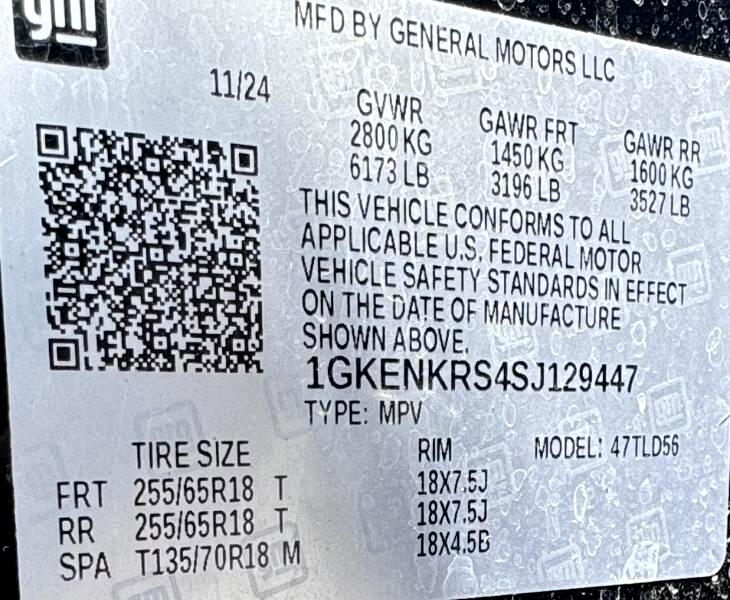 gm
MFD BY GENERAL MOTORS LLC
11/24
GVWR GAWR FRT GAWR RR
2800 KG 1450 KG 1600 KG
6173 LB 3196 LB 3527 LB
THIS VEHICLE CONFORMS TO ALL
APPLICABLE U.S. FEDERAL MOTOR
VEHICLE SAFETY STANDARDS IN EFFECT
ON THE DATE OF MANUFACTURE
SHOWN ABOVE.
1GKENKRS4SJ129447
TYPE: MPV
TIRE SIZE RIM MODEL: 47TLD56
FRT 255/65R18 T 18X7.5J
RR 255/65R18 T 18X7.5J
SPA T135/70R18 M 18X4.5B